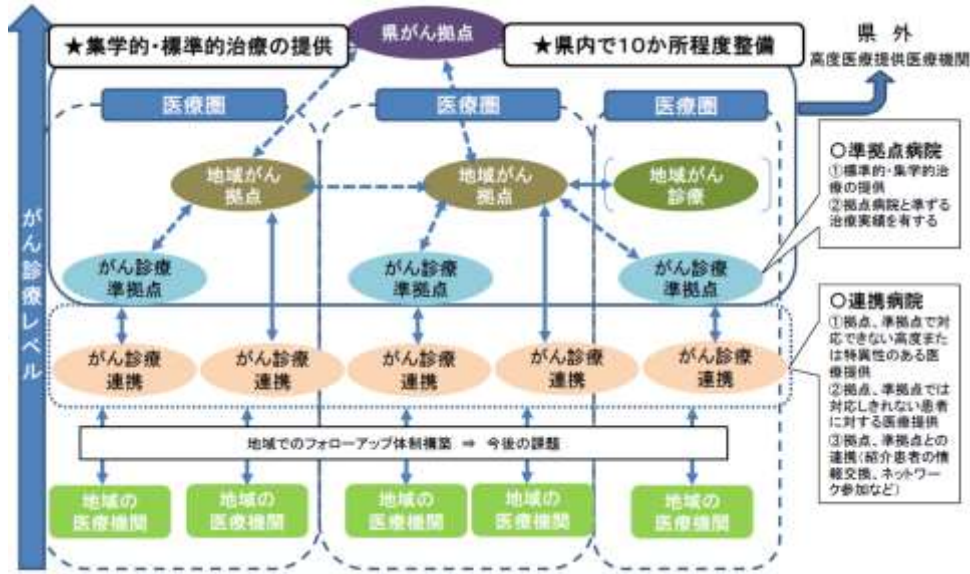 県がん拠点
★集学的・標準的治療の提供
★県内で10か所程度整備
県 外
高度医療提供医療機関
医療圏
医療圏
医療圏
地域がん
拠点
地域がん
拠点
地域がん
診療
○準拠点病院
①標準的・集学的治
療の提供
②拠点病院と準ずる
治療実績を有する
がん診療レベル
がん診療
準拠点
がん診療
準拠点
がん診療
準拠点
○連携病院
①拠点、準拠点で対
応できない高度また
は特異性のある医
療提供
②拠点、準拠点では
対応しきれない患者
に対する医療提供
③拠点、準拠点との
連携(紹介患者の情
報交換、ネットワー
ク参加など)
がん診療
連携
がん診療
連携
がん診療
連携
がん診療
連携
がん診療
連携
地域でのフォローアップ体制構築 ⇒ 今後の課題
地域の
医療機関
地域の
医療機関
地域の
医療機関
地域の
医療機関
地域の
医療機関